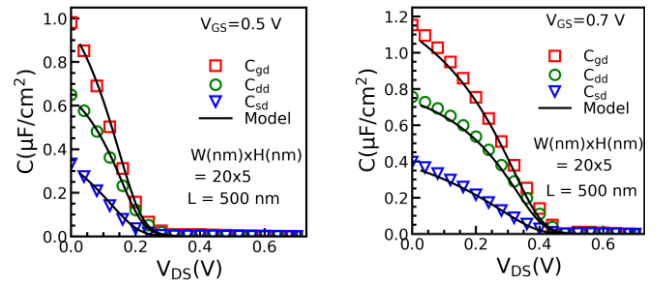 )
V_GS=0.5 V
C_gd
C_dd
C_sd
Model
W(nm)xH(nm)
= 20x5
L = 500 nm
C(μF/cm²)
1.0
0.8
0.6
0.4
0.2
0.0
0.0 0.2 0.4 0.6
V_DS(V)
V_GS=0.7 V
C_gd
C_dd
C_sd
Model
W(nm)xH(nm)
= 20x5
L = 500 nm
C(μF/cm²)
1.2
1.0
0.8
0.6
0.4
0.2
0.0
0.0 0.2 0.4 0.6
V_DS(V)